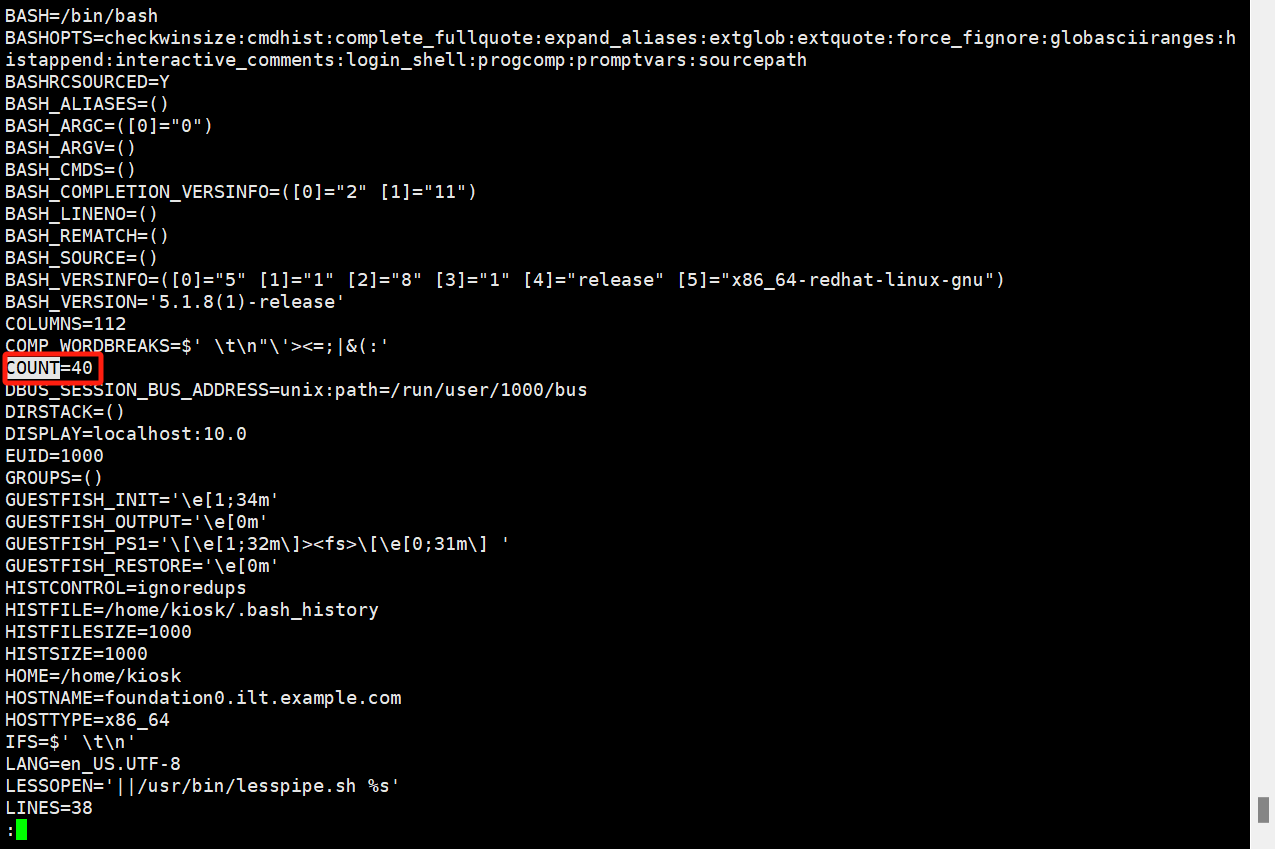 BASH=/bin/bash
BASHOPTS=checkwinsize:cmdhist:complete_fullquote:expand_aliases:extglob:extquote:force_fignore:globasciiranges:h
istappend:interactive_comments:login_shell:progcomp:promptvars:sourcepath
BASHRCSOURCED=Y
BASH_ALIASES=()
BASH_ARGC=([0]="0")
BASH_ARGV=()
BASH_CMDS=()
BASH_COMPLETION_VERSINFO=([0]="2" [1]="11")
BASH_LINENO=()
BASH_REMATCH=()
BASH_SOURCE=()
BASH_VERSINFO=([0]="5" [1]="1" [2]="8" [3]="1" [4]="release" [5]="x86_64-redhat-linux-gnu")
BASH_VERSION='5.1.8(1)-release'
COLUMNS=112
COMP_WORDBREAKS=$' \t\n"\'><=;|&(:'
COUNT=40
DBUS_SESSION_BUS_ADDRESS=unix:path=/run/user/1000/bus
DIRSTACK=()
DISPLAY=localhost:10.0
EUID=1000
GROUPS=()
GUESTFISH_INIT='\e[1;34m'
GUESTFISH_OUTPUT='\e[0m'
GUESTFISH_PS1='\[\e[1;32m\]><fs>\[\e[0;31m\] '
GUESTFISH_RESTORE='\e[0m'
HISTCONTROL=ignoredups
HISTFILE=/home/kiosk/.bash_history
HISTFILESIZE=1000
HISTSIZE=1000
HOME=/home/kiosk
HOSTNAME=foundation0.ilt.example.com
HOSTTYPE=x86_64
IFS=$' \t\n'
LANG=en_US.UTF-8
LESSOPEN='||/usr/bin/lesspipe.sh %s'
LINES=38
: